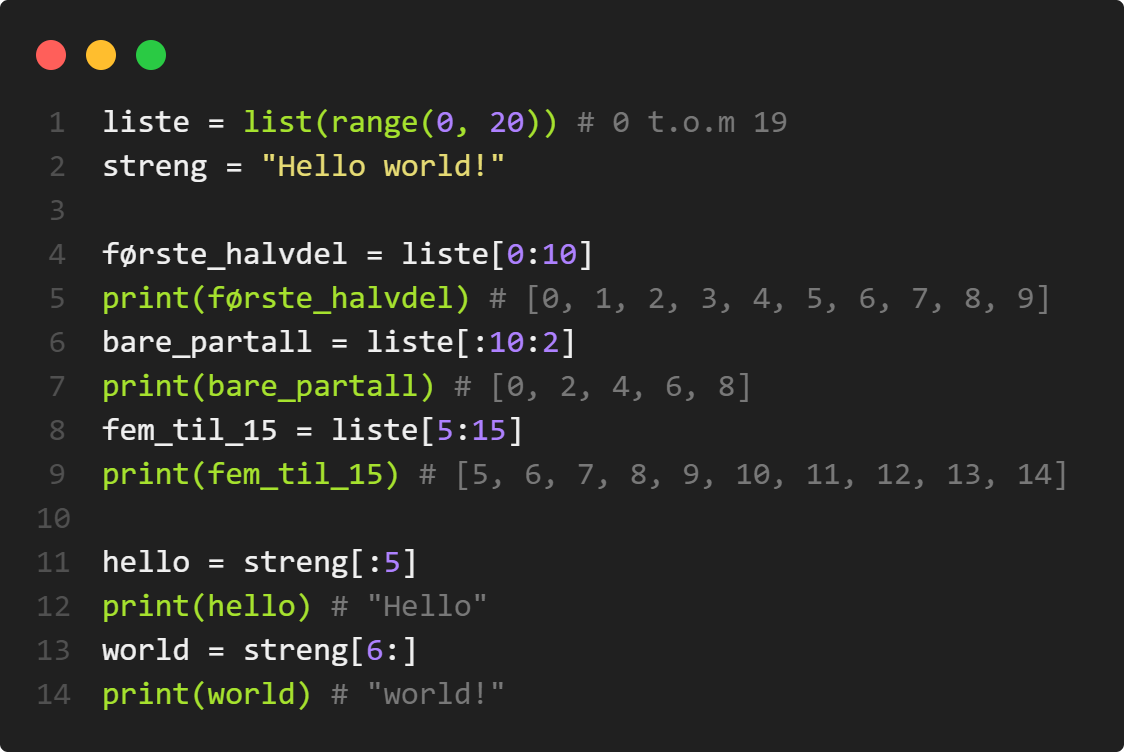 1 liste = list(range(0, 20)) # 0 t.o.m 19
2 streng = "Hello world!"
3
4 første_halvdel = liste[0:10]
5 print(første_halvdel) # [0, 1, 2, 3, 4, 5, 6, 7, 8, 9]
6 bare_partall = liste[:10:2]
7 print(bare_partall) # [0, 2, 4, 6, 8]
8 fem_til_15 = liste[5:15]
9 print(fem_til_15) # [5, 6, 7, 8, 9, 10, 11, 12, 13, 14]
10
11 hello = streng[:5]
12 print(hello) # "Hello"
13 world = streng[6:]
14 print(world) # "world!"